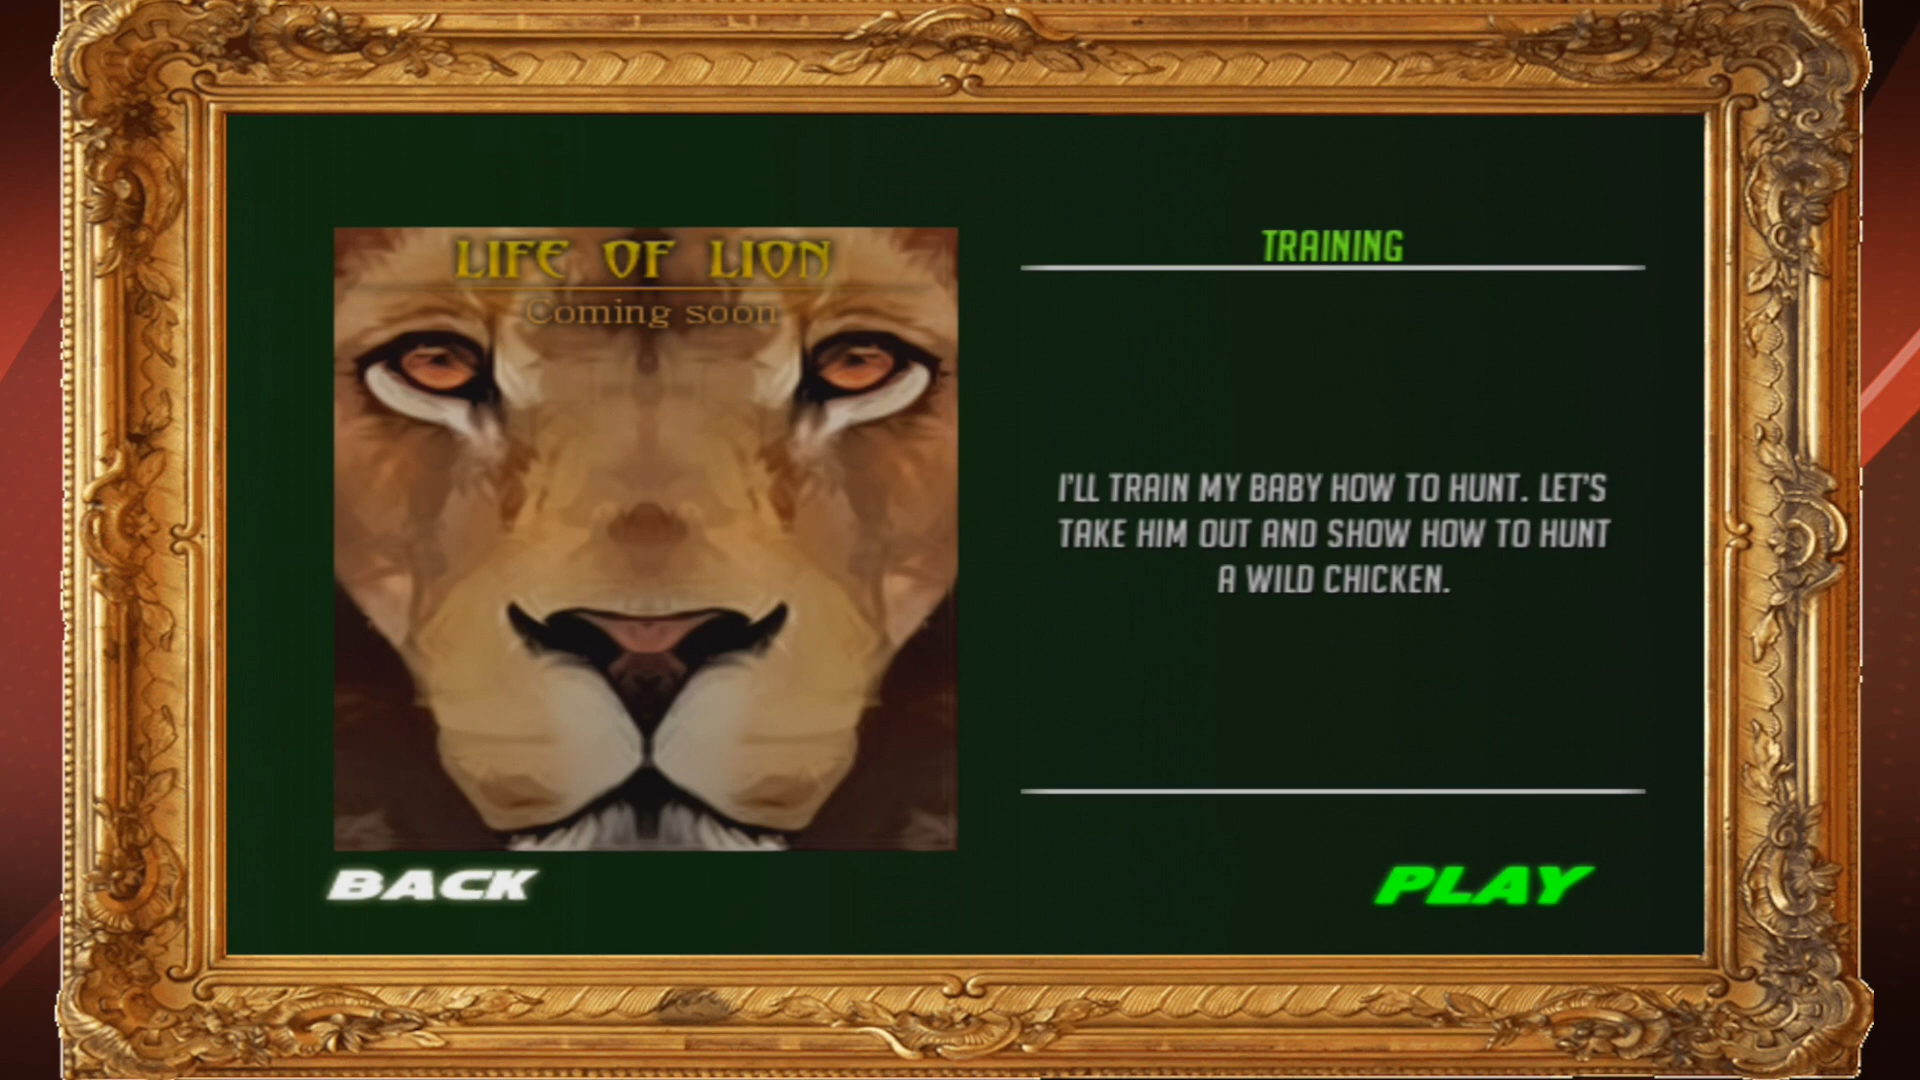 LIFE OF LION
Coming soon
TRAINING
I'LL TRAIN MY BABY HOW TO HUNT. LET'S
TAKE HIM OUT AND SHOW HOW TO HUNT
A WILD CHICKEN.
BACK
PLAY